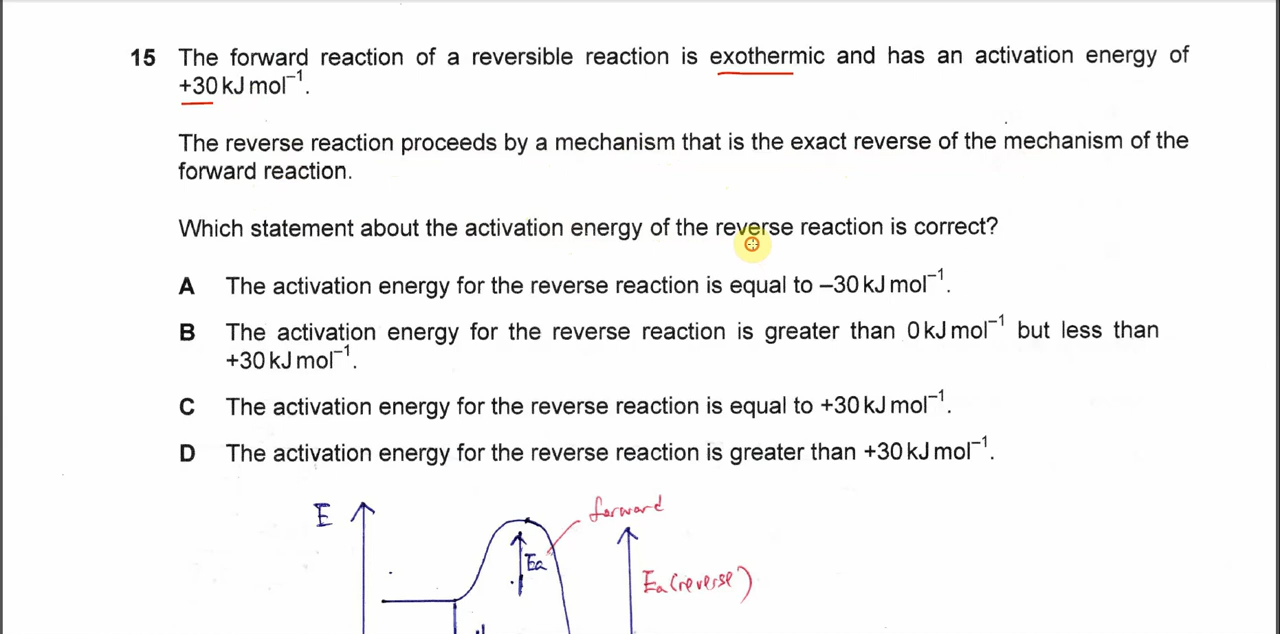 15 The forward reaction of a reversible reaction is exothermic and has an activation energy of
+30 kJ mol⁻¹.
The reverse reaction proceeds by a mechanism that is the exact reverse of the mechanism of the
forward reaction.
Which statement about the activation energy of the reverse reaction is correct?
A The activation energy for the reverse reaction is equal to –30 kJ mol⁻¹.
B The activation energy for the reverse reaction is greater than 0 kJ mol⁻¹ but less than
+30 kJ mol⁻¹.
C The activation energy for the reverse reaction is equal to +30 kJ mol⁻¹.
D The activation energy for the reverse reaction is greater than +30 kJ mol⁻¹.
E
forward
Ea
Ea (reverse)